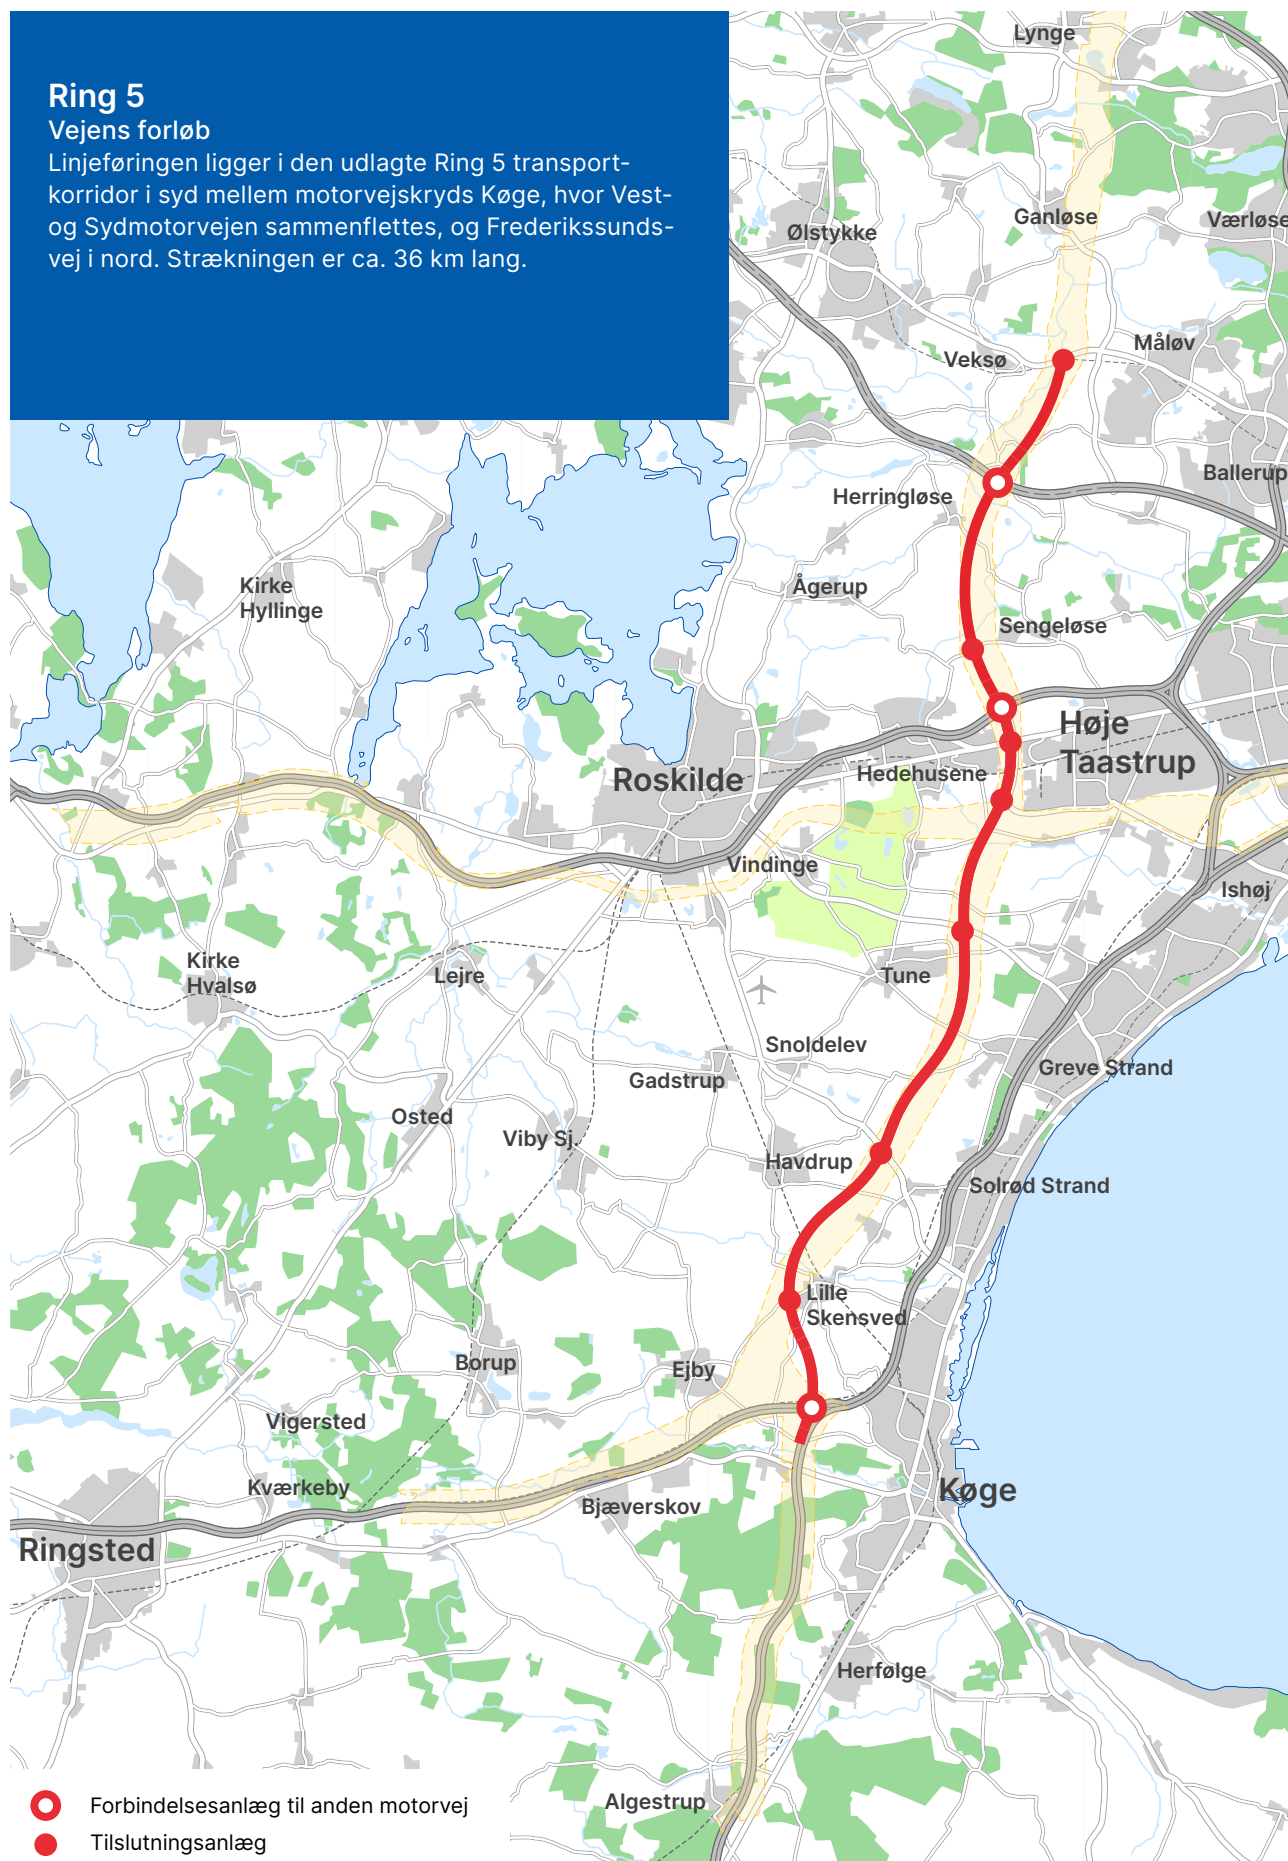 Ring 5
Vejens forløb
Linjeføringen ligger i den udlagte Ring 5 transport-
korridor i syd mellem motorvejskryds Køge, hvor Vest-
og Sydmotorvejen sammenflettes, og Frederikssunds-
vej i nord. Strækningen er ca. 36 km lang.
Lynge
Ganløse
Værløse
Ølstykke
Måløv
Veksø
Ballerup
Herringløse
Kirke
Hyllinge
Ågerup
Sengeløse
Høje
Taastrup
Roskilde
Hedehusene
Vindinge
Ishøj
Kirke
Hvalsø
Lejre
Tune
Snoldelev
Greve Strand
Gadstrup
Osted
Viby Sj.
Havdrup
Solrød Strand
Lille
Skensved
Borup
Ejby
Vigersted
Kværkeby
Bjæverskov
Køge
Ringsted
Herfølge
Algestrup
Forbindelsesanlæg til anden motorvej
Tilslutningsanlæg